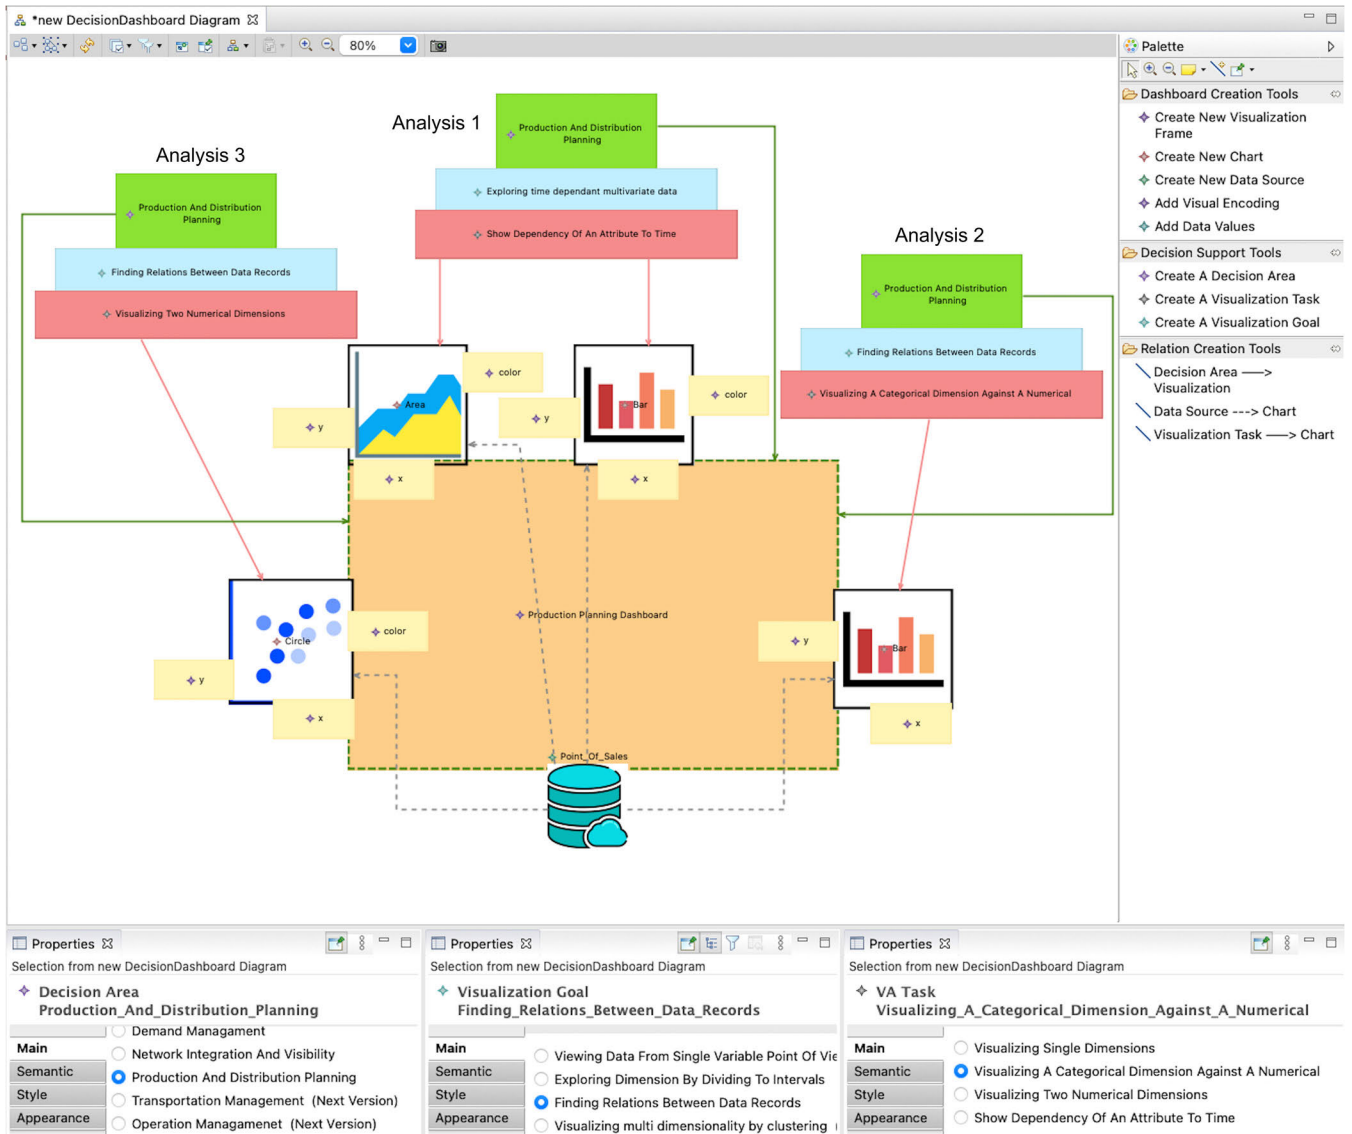 *new DecisionDashboard Diagram
80%
Palette
Dashboard Creation Tools
Create New Visualization
Frame
Create New Chart
Create New Data Source
Add Visual Encoding
Add Data Values
Decision Support Tools
Create A Decision Area
Create A Visualization Task
Create A Visualization Goal
Relation Creation Tools
Decision Area ——>
Visualization
Data Source ---> Chart
Visualization Task ——> Chart
Analysis 1
Production And Distribution
Planning
Exploring time dependant multivariate data
Show Dependency Of An Attribute To Time
Analysis 3
Production And Distribution
Planning
Finding Relations Between Data Records
Visualizing Two Numerical Dimensions
Analysis 2
Production And Distribution
Planning
Finding Relations Between Data Records
Visualizing A Categorical Dimension Against A Numerical
Area
color
y
x
Bar
color
y
x
Circle
color
y
x
Production Planning Dashboard
Bar
y
x
Point_Of_Sales
Properties
Selection from new DecisionDashboard Diagram
Decision Area
Production_And_Distribution_Planning
Main
Semantic
Style
Appearance
Demand Managament
Network Integration And Visibility
Production And Distribution Planning
Transportation Management (Next Version)
Operation Managamenet (Next Version)
Properties
Selection from new DecisionDashboard Diagram
Visualization Goal
Finding_Relations_Between_Data_Records
Main
Semantic
Style
Appearance
Viewing Data From Single Variable Point Of Vie
Exploring Dimension By Dividing To Intervals
Finding Relations Between Data Records
Visualizing multi dimensionality by clustering (
Properties
Selection from new DecisionDashboard Diagram
VA Task
Visualizing_A_Categorical_Dimension_Against_A_Numerical
Main
Semantic
Style
Appearance
Visualizing Single Dimensions
Visualizing A Categorical Dimension Against A Numerical
Visualizing Two Numerical Dimensions
Show Dependency Of An Attribute To Time